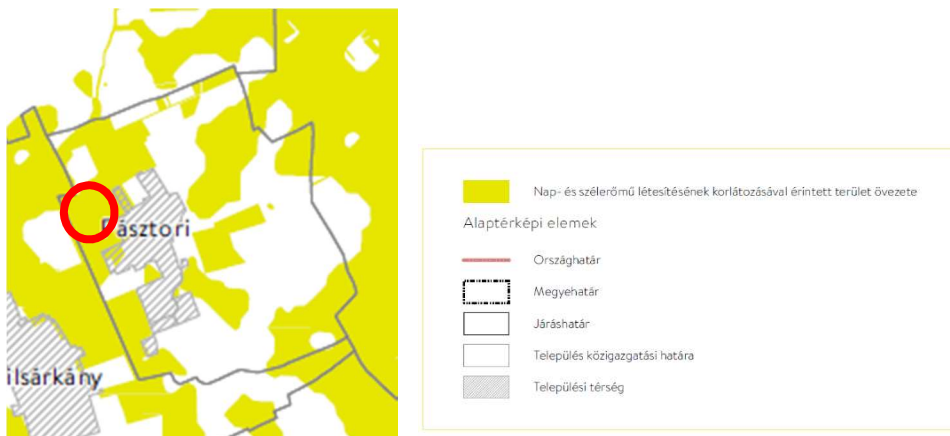 Pásztori
ilsárkány
Nap- és szélerőmű létesítésének korlátozásával érintett terület övezete
Alaptérképi elemek
Országhatár
Megyehatár
Járáshatár
Település közigazgatási határa
Települési térség